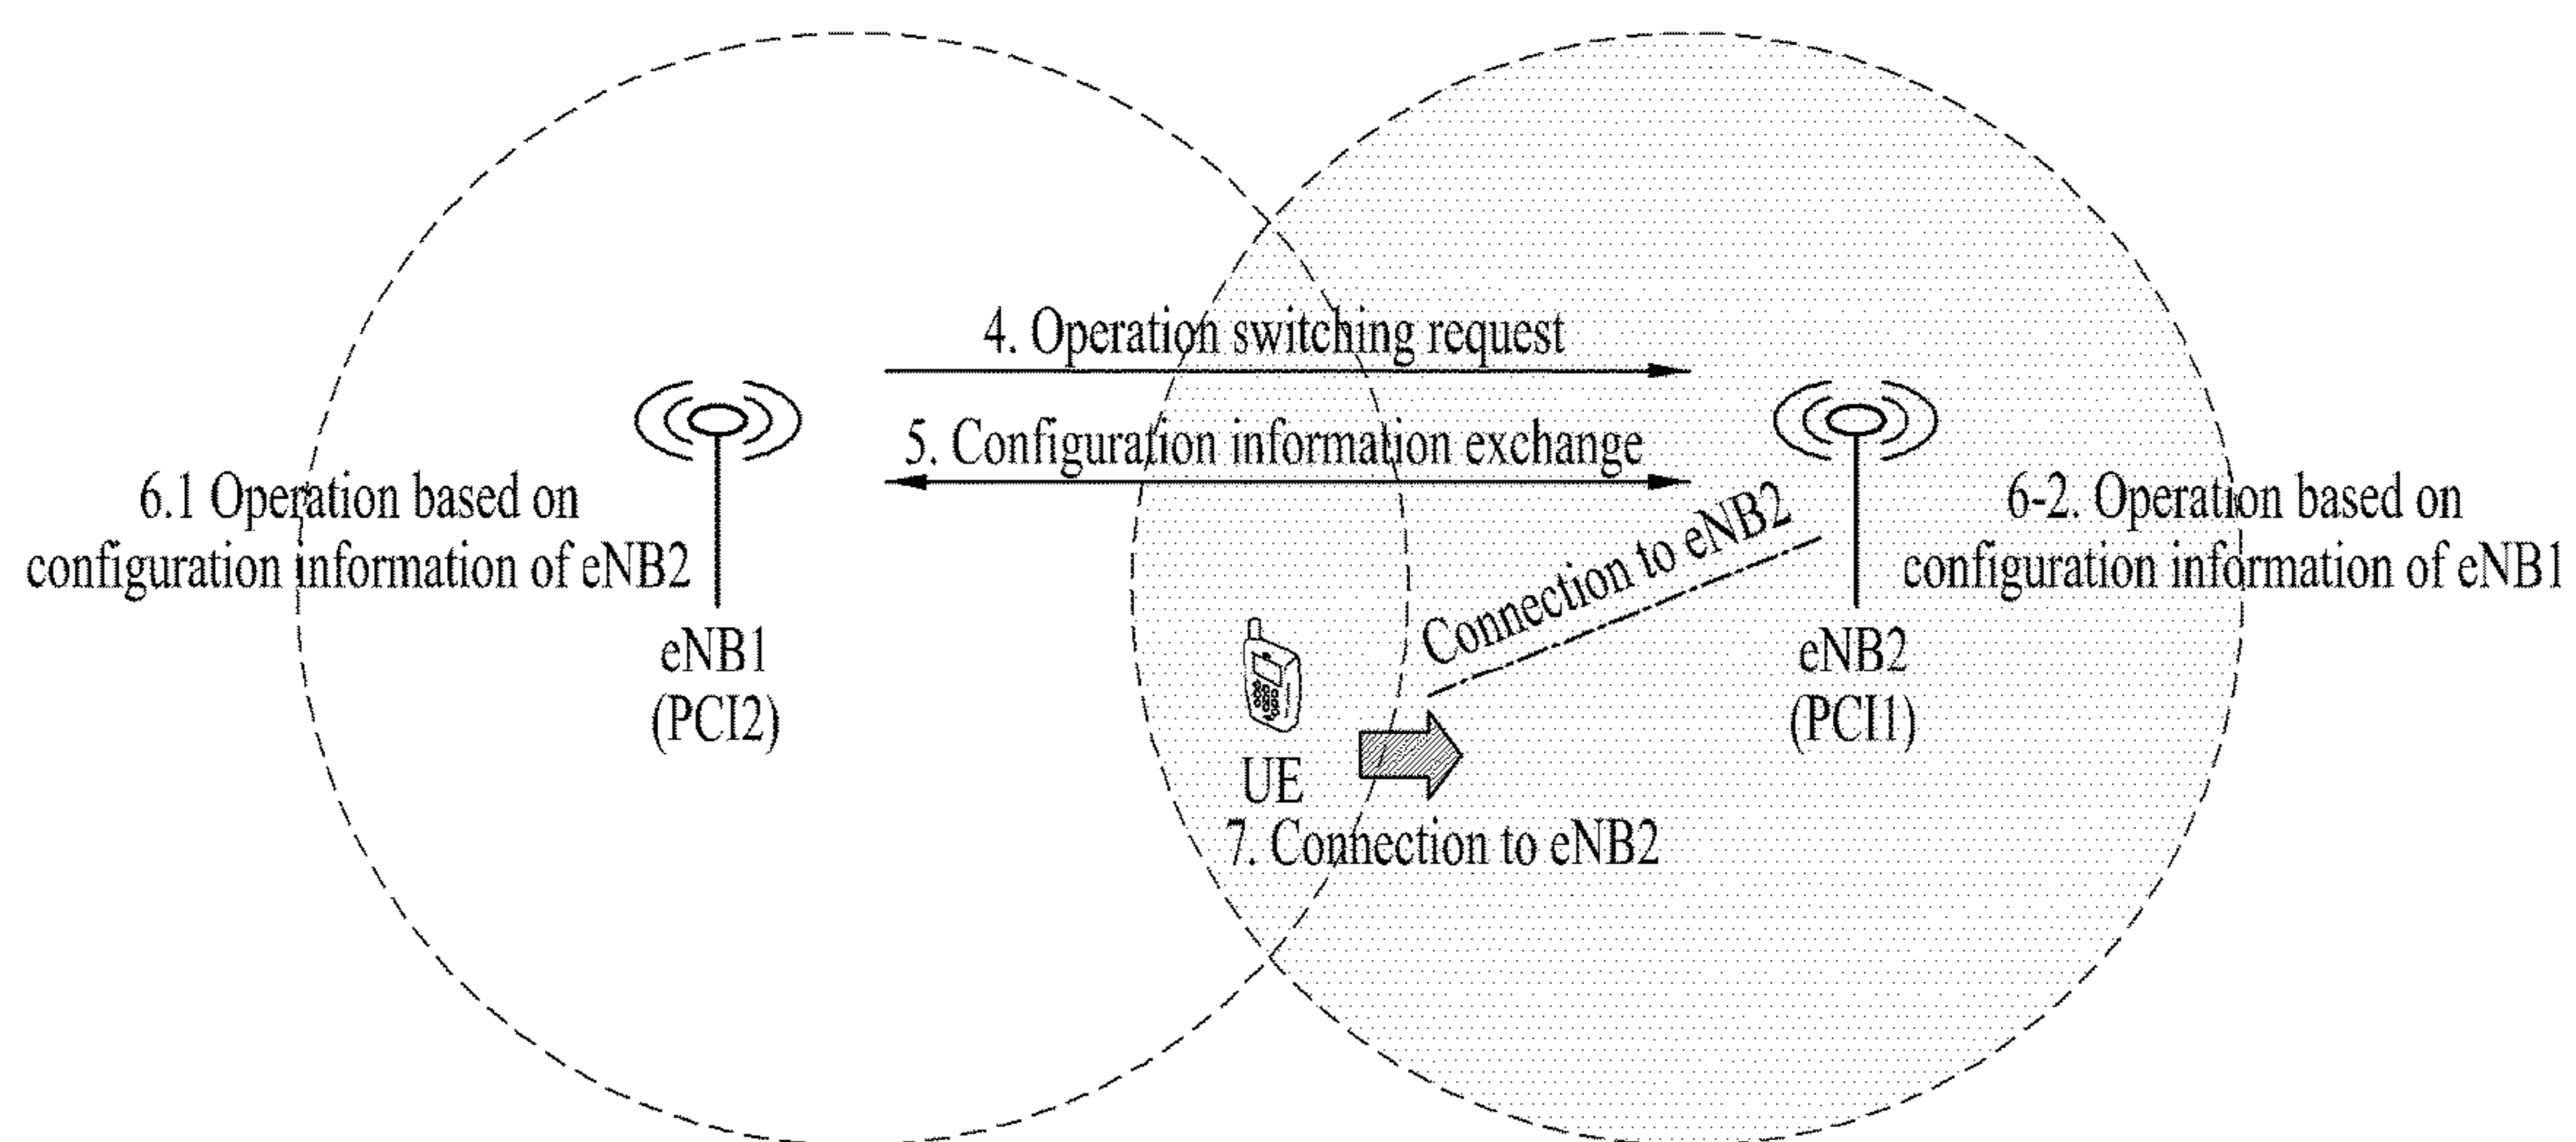 4. Operation switching request
5. Configuration information exchange
6.1 Operation based on
configuration information of eNB2
6-2. Operation based on
configuration information of eNB1
Connection to eNB2
eNB1
(PCI2)
eNB2
(PCI1)
UE
7. Connection to eNB2